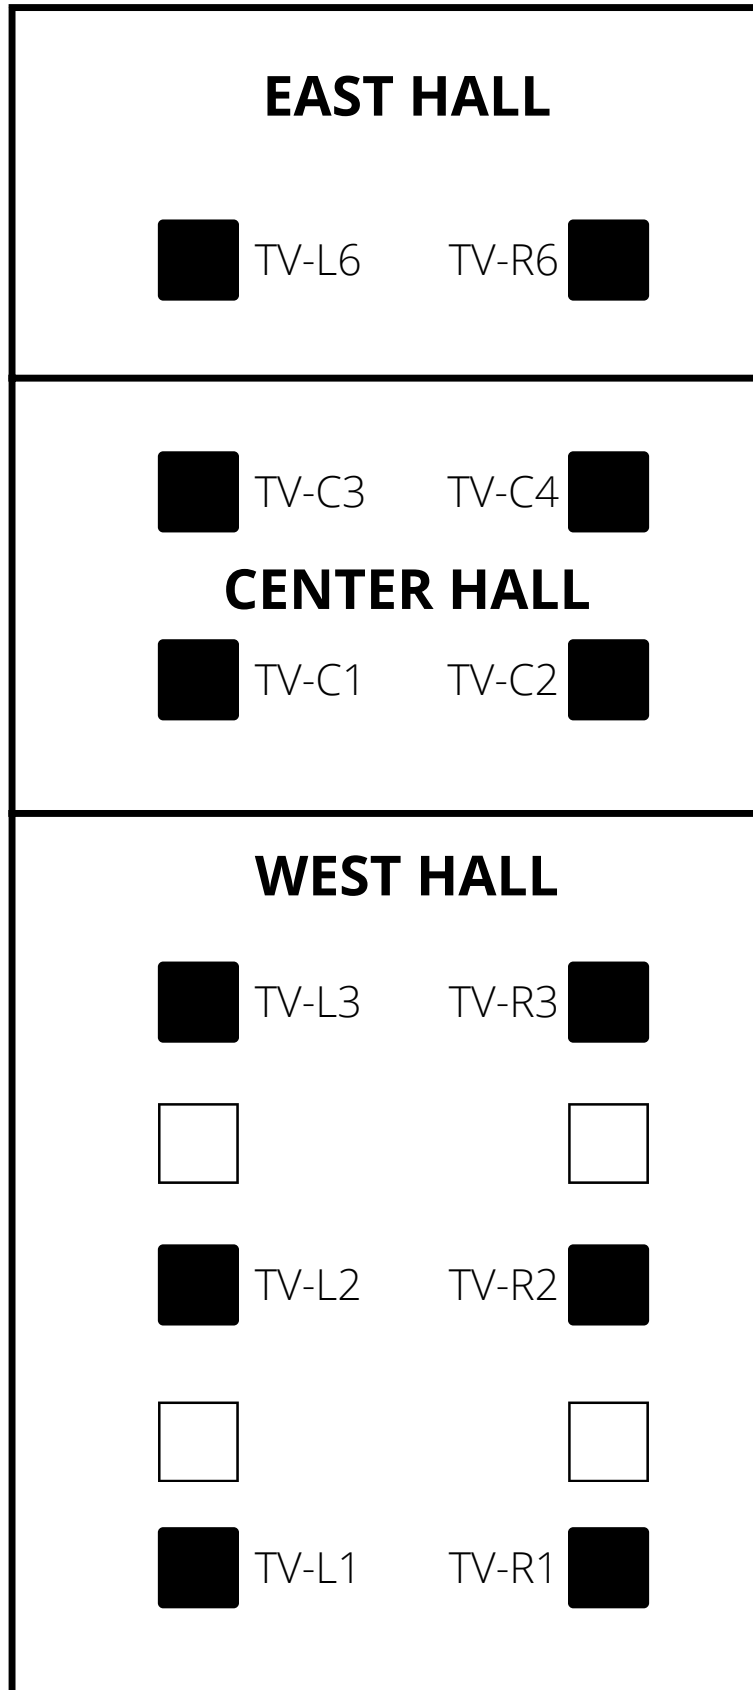 EAST HALL
TV-L6 TV-R6
TV-C3 TV-C4
CENTER HALL
TV-C1 TV-C2
WEST HALL
TV-L3 TV-R3
TV-L2 TV-R2
TV-L1 TV-R1